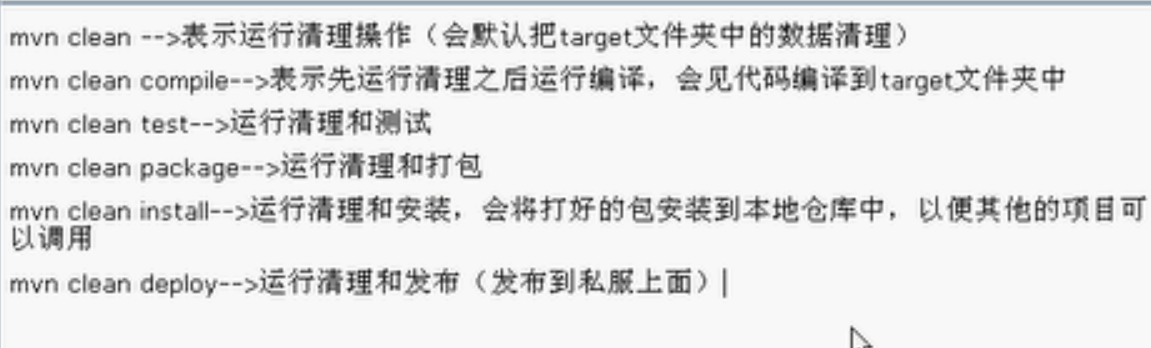 mvn clean -->表示运行清理操作（会默认把target文件夹中的数据清理）
mvn clean compile-->表示先运行清理之后运行编译，会见代码编译到target文件夹中
mvn clean test-->运行清理和测试
mvn clean package-->运行清理和打包
mvn clean install-->运行清理和安装，会将打好的包安装到本地仓库中，以便其他的项目可
以调用
mvn clean deploy-->运行清理和发布（发布到私服上面）